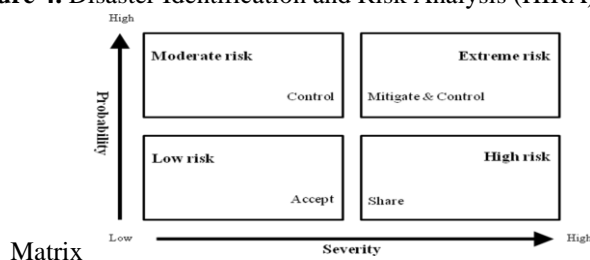 4. Disaster Identification and Risk Analysis (HIRA)
High
Moderate risk
Extreme risk
Control
Mitigate & Control
Probability
Low risk
High risk
Accept
Share
Low
Severity
High
Matrix